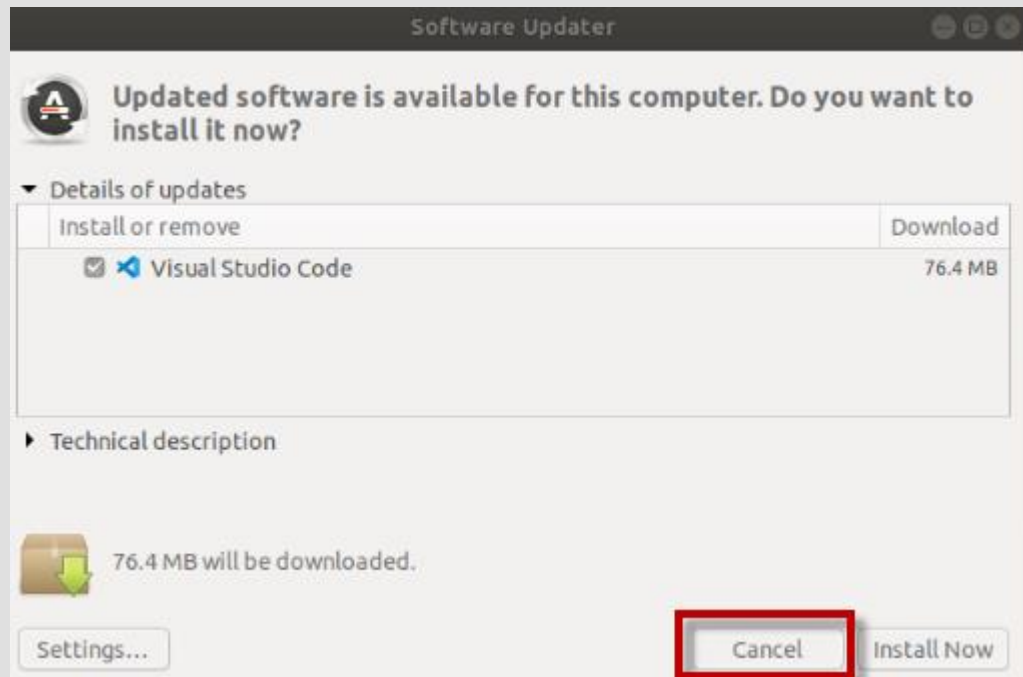 Software Updater
Updated software is available for this computer. Do you want to
install it now?
Details of updates
Install or remove Download
Visual Studio Code 76.4 MB
Technical description
76.4 MB will be downloaded.
Settings... Cancel Install Now